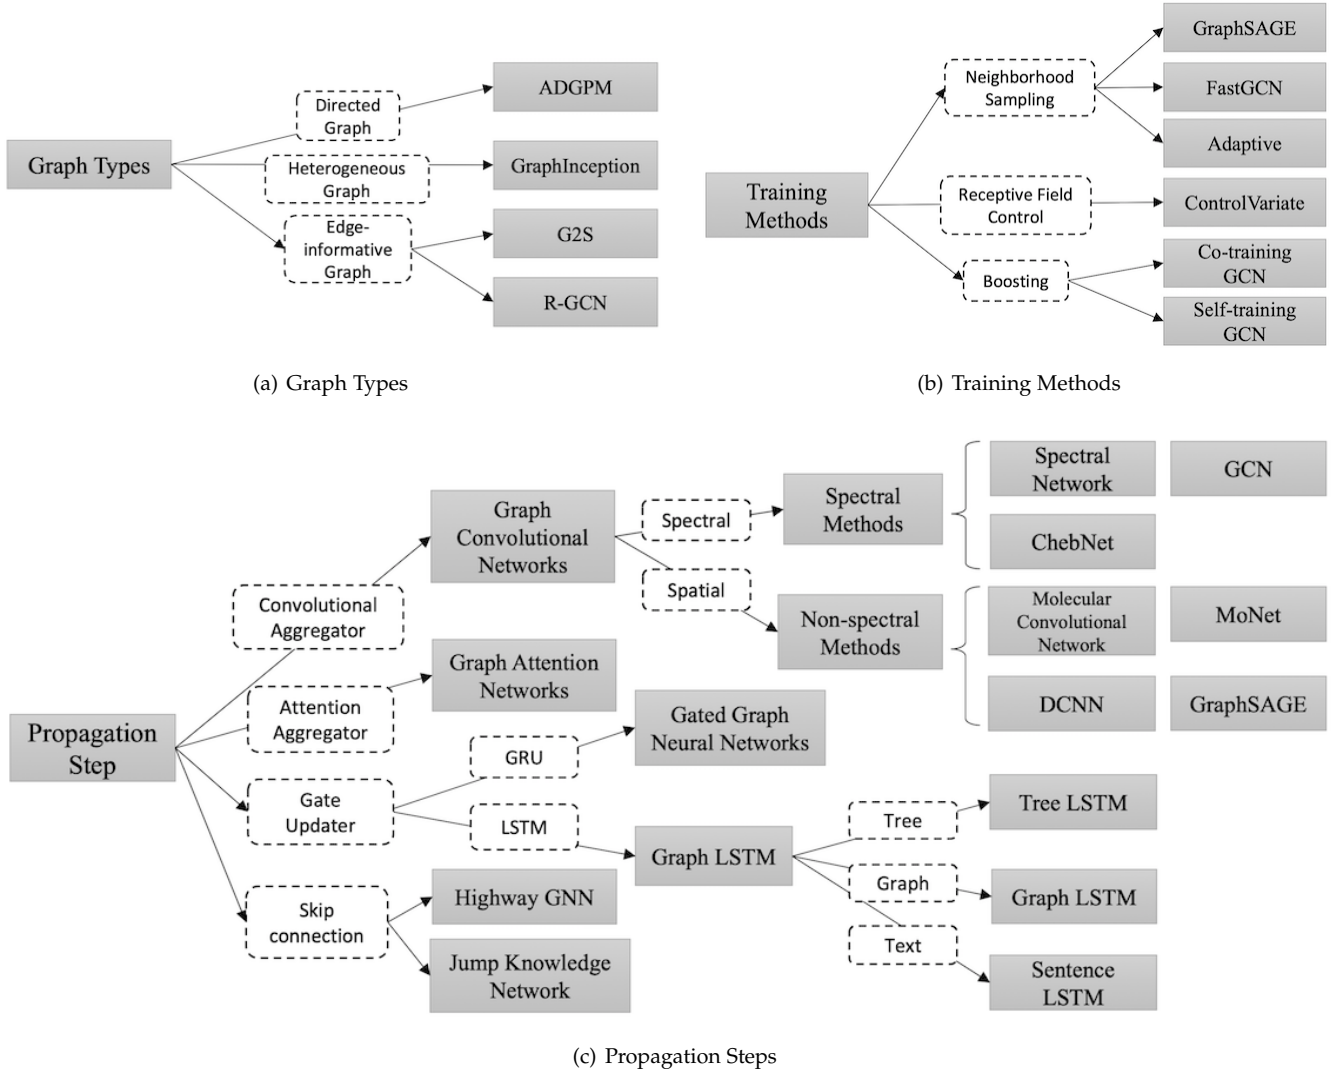 Graph Types
Directed
Graph
Heterogeneous
Graph
Edge-
informative
Graph
ADGPM
GraphInception
G2S
R-GCN
(a) Graph Types
Training
Methods
Neighborhood
Sampling
Receptive Field
Control
Boosting
GraphSAGE
FastGCN
Adaptive
ControlVariate
Co-training
GCN
Self-training
GCN
(b) Training Methods
Propagation
Step
Convolutional
Aggregator
Attention
Aggregator
Gate
Updater
Skip
connection
Graph
Convolutional
Networks
Graph Attention
Networks
GRU
LSTM
Highway GNN
Jump Knowledge
Network
Spectral
Spatial
Gated Graph
Neural Networks
Graph LSTM
Spectral
Methods
Non-spectral
Methods
Tree
Graph
Text
Spectral
Network
GCN
ChebNet
Molecular
Convolutional
Network
MoNet
DCNN
GraphSAGE
Tree LSTM
Graph LSTM
Sentence
LSTM
(c) Propagation Steps